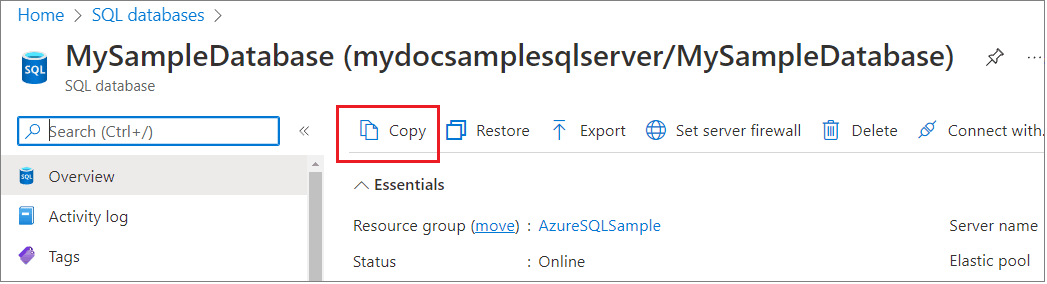 Home > SQL databases >
MySampleDatabase (mydocsamplesqlserver/MySampleDatabase)
SQL
SQL database
Search (Ctrl+/)
Copy Restore Export Set server firewall Delete Connect with...
SQL Overview
Activity log
Tags
Essentials
Resource group (move) : AzureSQLSample Server name
Status : Online Elastic pool